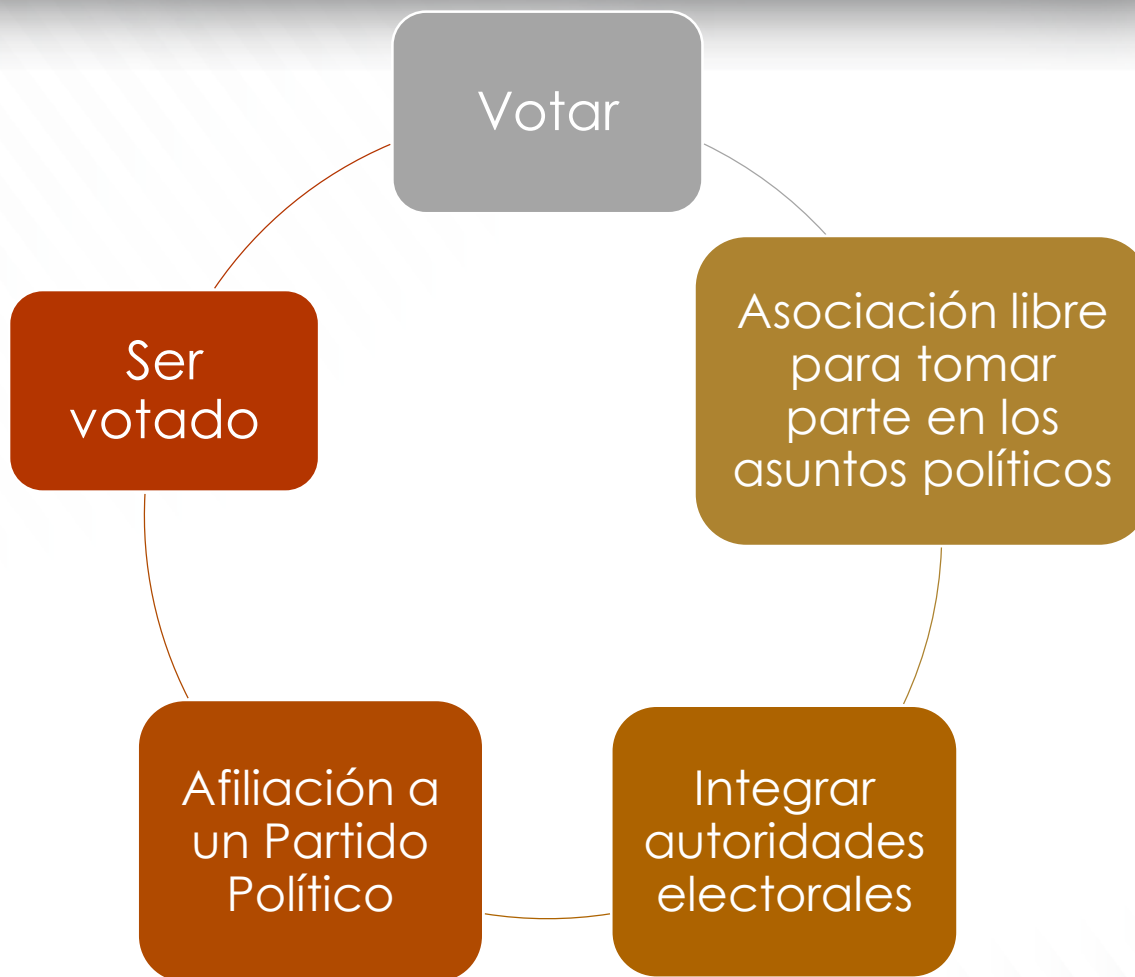 Votar
Asociación libre
para tomar
parte en los
asuntos políticos
Integrar
autoridades
electorales
Afiliación a
un Partido
Político
Ser
votado